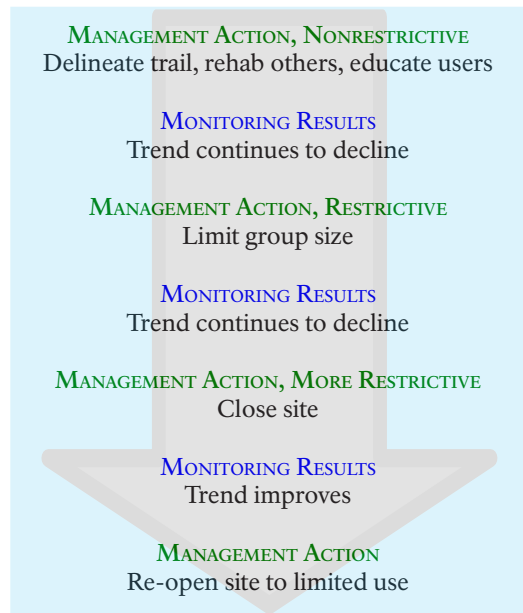 Management Action, Nonrestrictive
Delineate trail, rehab others, educate users
Monitoring Results
Trend continues to decline
Management Action, Restrictive
Limit group size
Monitoring Results
Trend continues to decline
Management Action, More Restrictive
Close site
Monitoring Results
Trend improves
Management Action
Re-open site to limited use